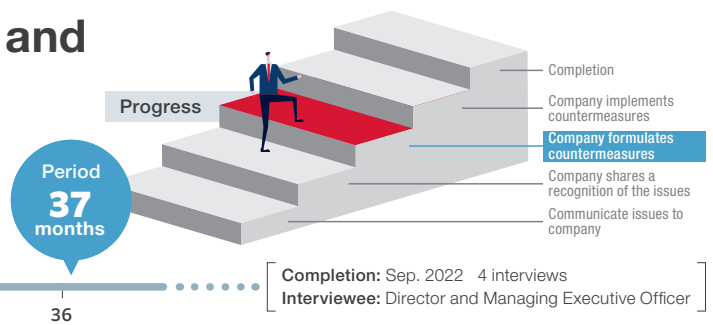 and
Completion
Progress
Company implements
countermeasures
Company formulates
countermeasures
Period
37
months
Company shares a
recognition of the issues
Communicate issues to
company
Completion: Sep. 2022 4 interviews
Interviewee: Director and Managing Executive Officer
36